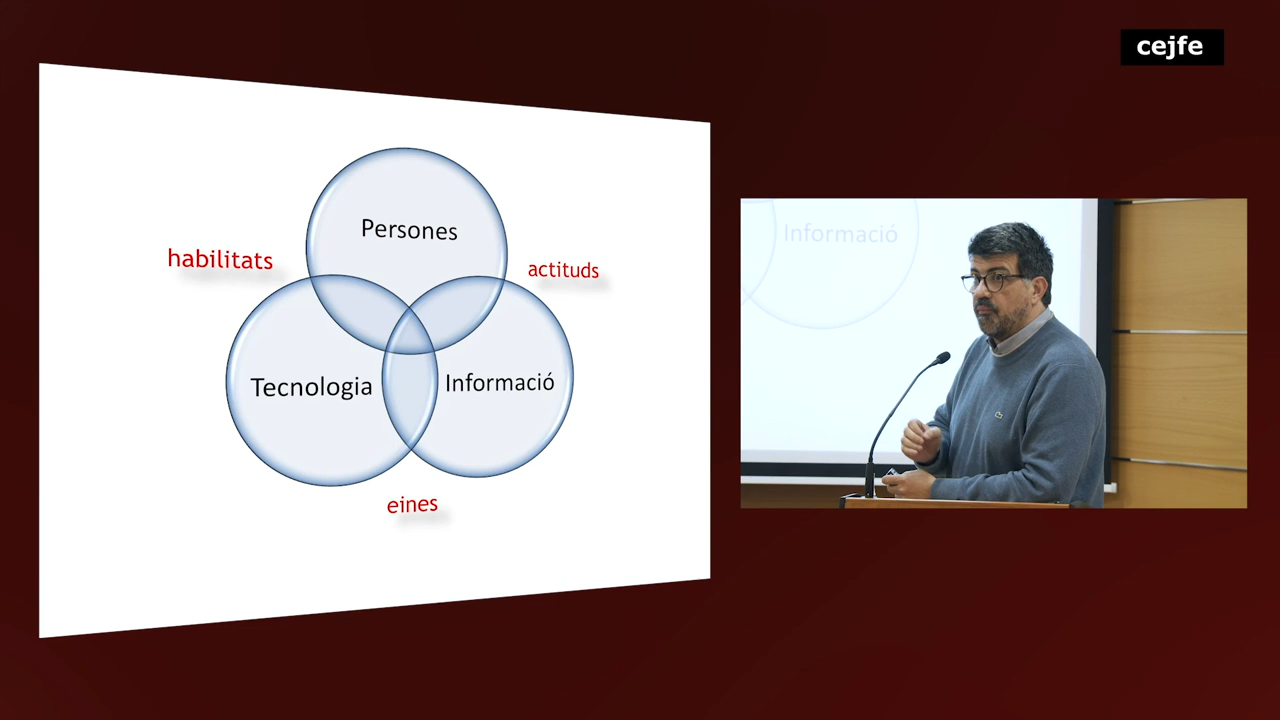 cejfe
Persones
habilitats
actituds
Tecnologia
Informació
eines
Informació